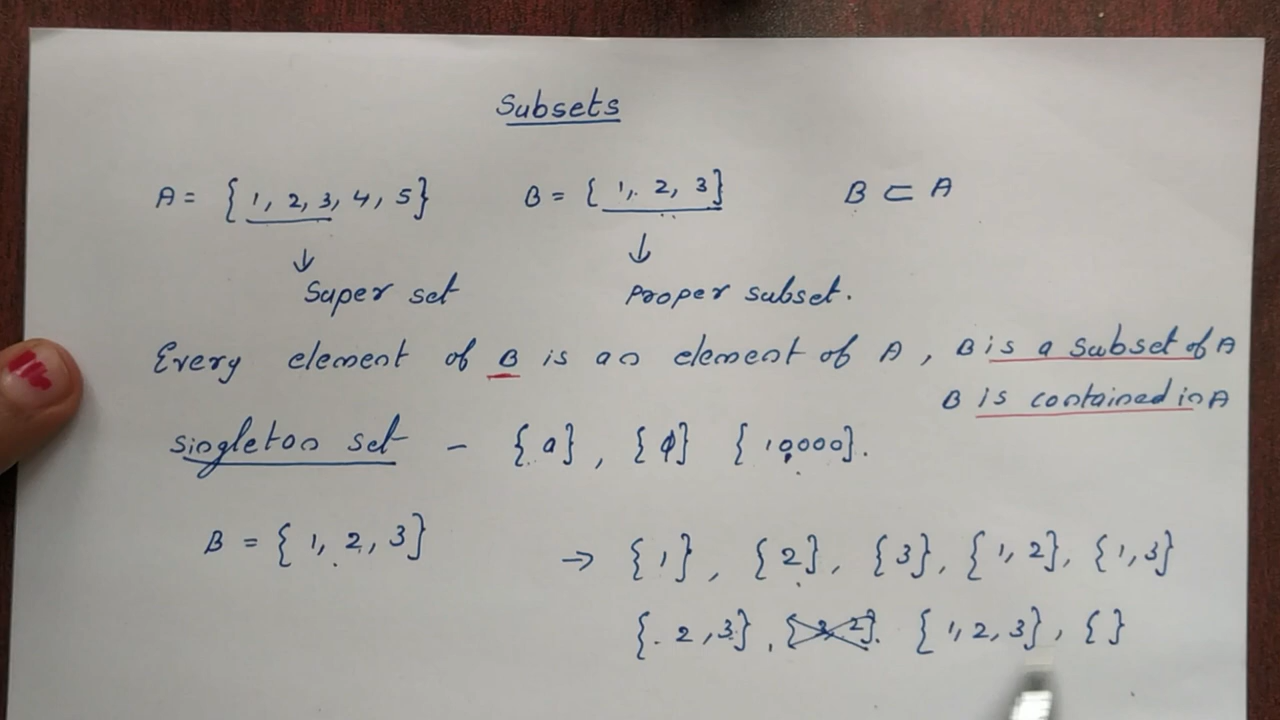 Subsets
A = { 1, 2, 3, 4, 5} B = { 1, 2, 3} B ⊂ A
↓ ↓
Super set Proper subset.
Every element of B is an element of A , B is a subset of A
B is contained in A
Singleton set - { a} , { ϕ} { 10000}.
B = { 1, 2, 3} → { 1} , { 2} , { 3} , { 1, 2} , { 1, 3}
{ 2, 3} , { 1, 2, 3} , { }